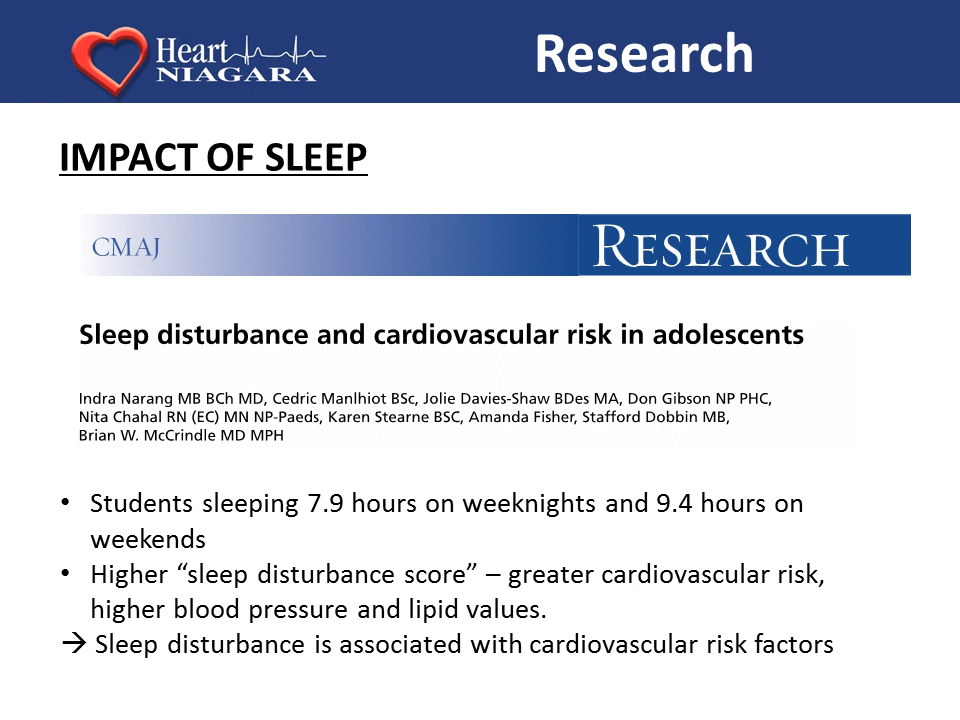 Heart
NIAGARA
Research
IMPACT OF SLEEP
CMAJ
RESEARCH
Sleep disturbance and cardiovascular risk in adolescents
Indra Narang MB BCh MD, Cedric Manlhiot BSc, Jolie Davies-Shaw BDes MA, Don Gibson NP PHC,
Nita Chahal RN (EC) MN NP-Paeds, Karen Stearne BSC, Amanda Fisher, Stafford Dobbin MB,
Brian W. McCrindle MD MPH
• Students sleeping 7.9 hours on weeknights and 9.4 hours on
weekends
• Higher “sleep disturbance score” – greater cardiovascular risk,
higher blood pressure and lipid values.
→ Sleep disturbance is associated with cardiovascular risk factors